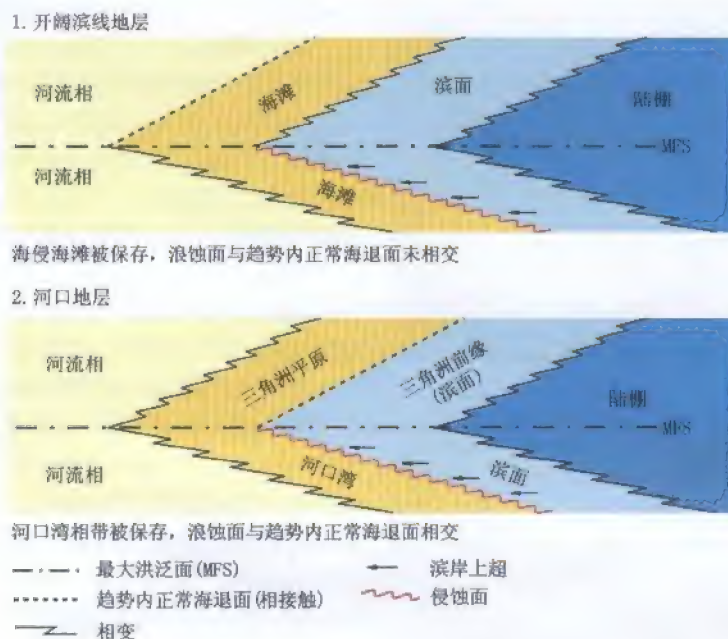 1. 开阔滨线地层
河流相
海滩
滨面
陆棚
MFS
河流相
海滩
海侵海滩被保存，浪蚀面与趋势内正常海退面未相交
2. 河口地层
河流相
三角洲平原
三角洲前缘
(滨面)
陆棚
MFS
河流相
河口湾
滨面
河口湾相带被保存，浪蚀面与趋势内正常海退面相交
最大洪泛面(MFS)
滨岸上超
趋势内正常海退面(相接触)
侵蚀面
相变